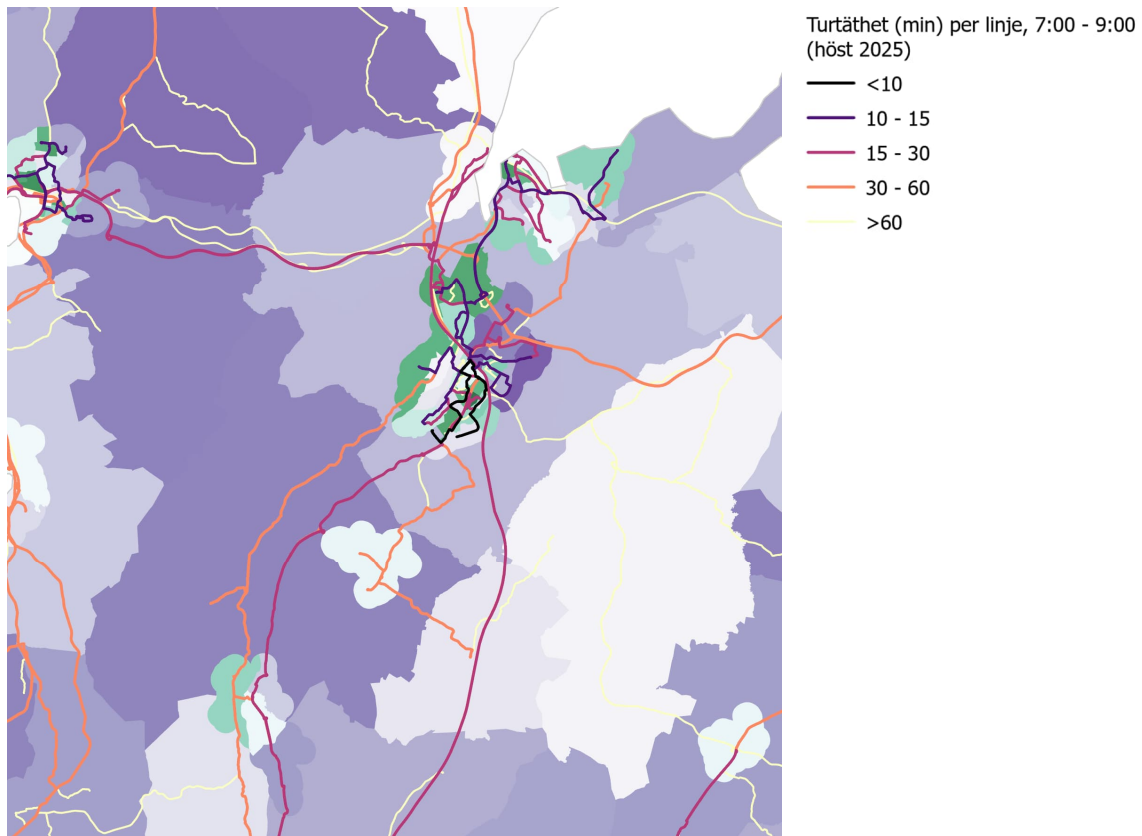 Turtäthet (min) per linje, 7:00 - 9:00
(höst 2025)
<10
10 - 15
15 - 30
30 - 60
>60